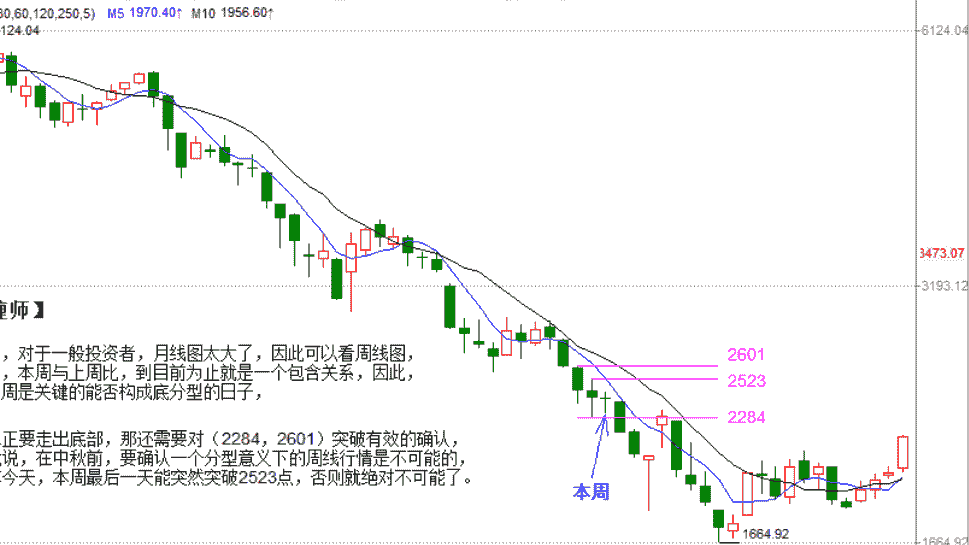 60,60,120,250,5) M5 1970.40↑ M10 1956.60↑
6124.04 6124.04
3473.07
3193.12
师】
，对于一般投资者，月线图太大了，因此可以看周线图，
，本周与上周比，到目前为止就是一个包含关系，因此，
周是关键的能否构成底分型的日子，
2601
2523
2284
正要走出底部，那还需要对（2284，2601）突破有效的确认，
说，在中秋前，要确认一个分型意义下的周线行情是不可能的，
今天，本周最后一天能突然突破2523点，否则就绝对不可能了。
本周
1664.92 1664.92